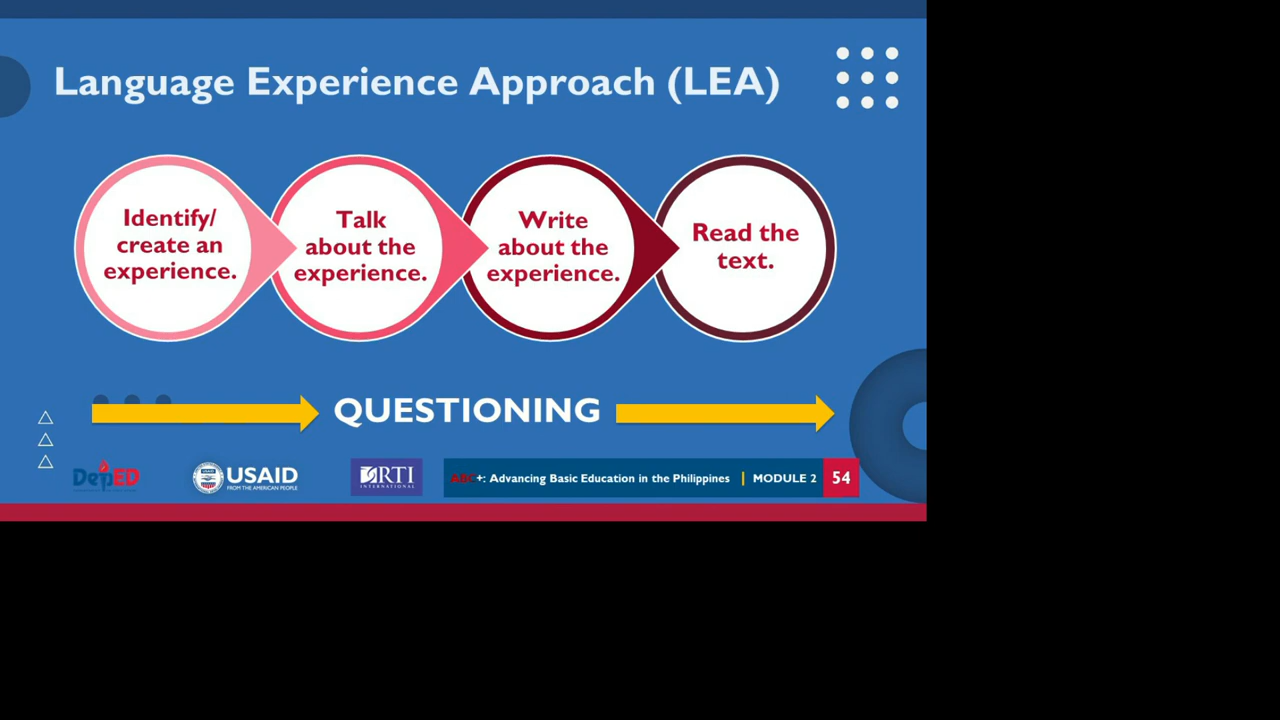 Language Experience Approach (LEA)
Identify/
create an
experience.
Talk
about the
experience.
Write
about the
experience.
Read the
text.
QUESTIONING
DepED
USAID
FROM THE AMERICAN PEOPLE
RTI
INTERNATIONAL
ABC+: Advancing Basic Education in the Philippines | MODULE 2 54